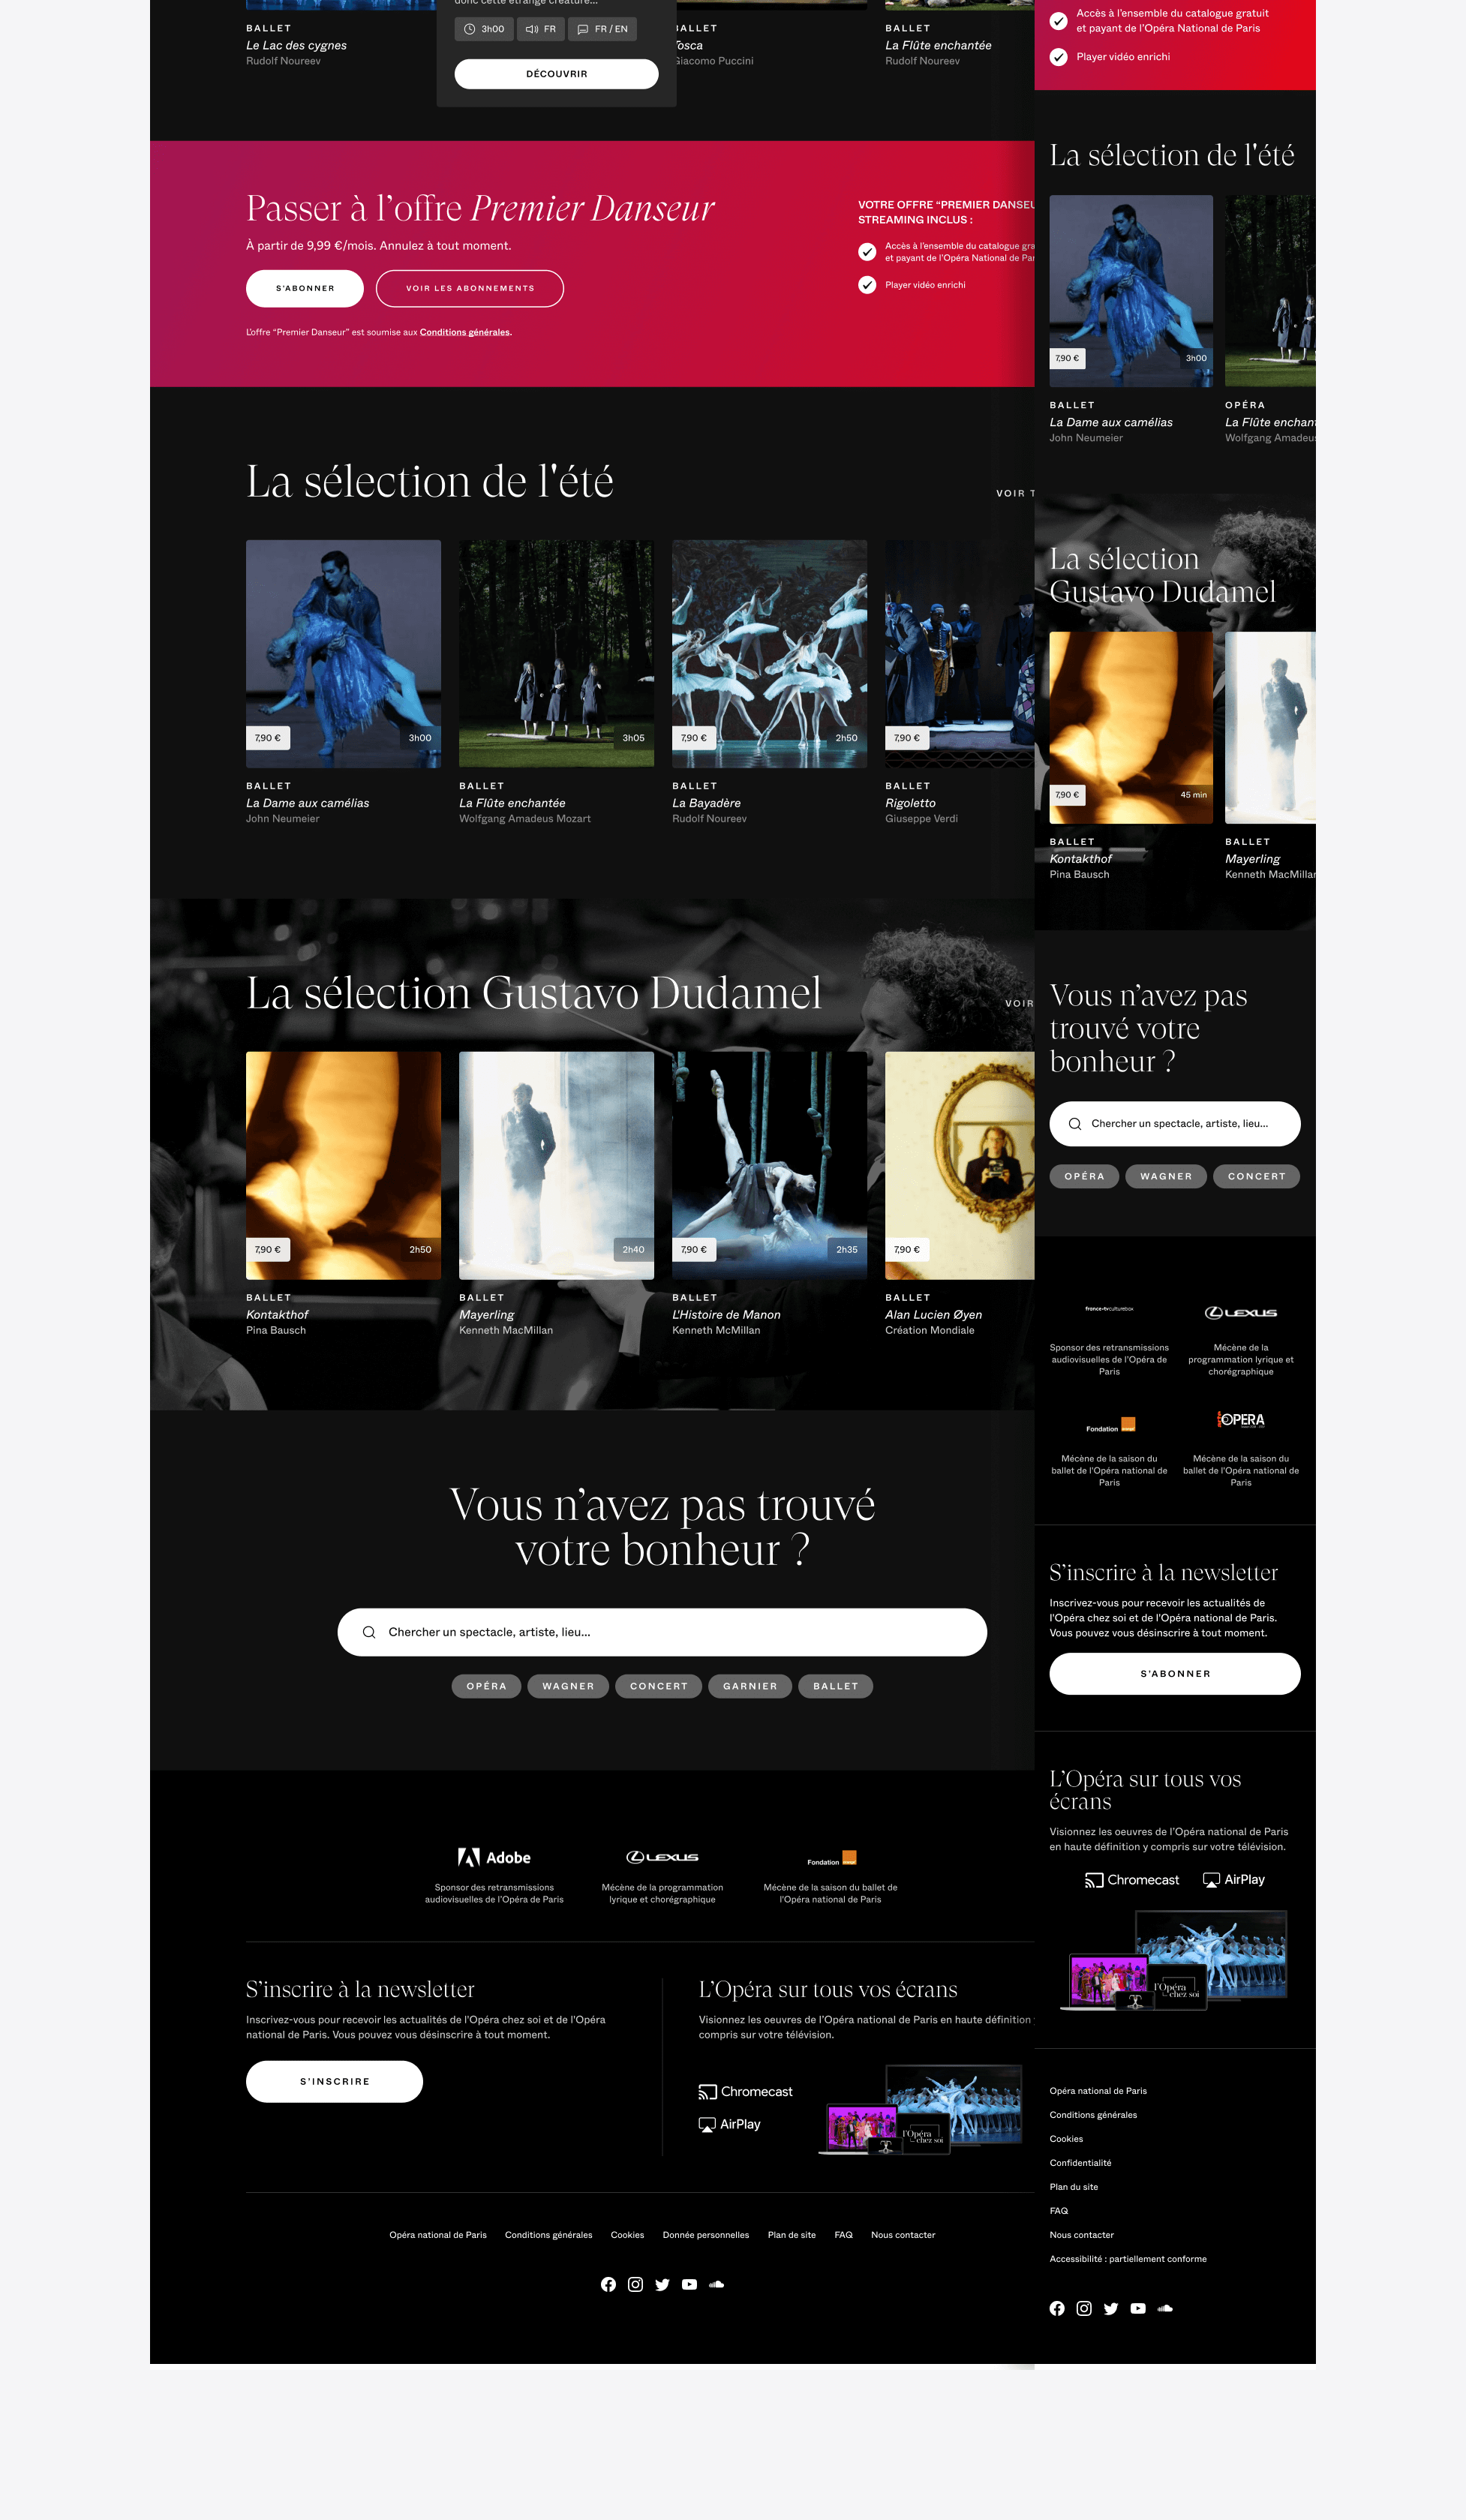 donc cette étrange créature...
3h00
FR
FR / EN
DÉCOUVRIR
BALLET
Le Lac des cygnes
Rudolf Noureev
BALLET
Tosca
Giacomo Puccini
BALLET
La Flûte enchantée
Rudolf Noureev
Passer à l’offre Premier Danseur
À partir de 9,99 €/mois. Annulez à tout moment.
S'ABONNER
VOIR LES ABONNEMENTS
L’offre “Premier Danseur” est soumise aux Conditions générales.
VOTRE OFFRE “PREMIER DANSEU
STREAMING INCLUS :
Accès à l’ensemble du catalogue gra
et payant de l’Opéra National de Par
Player vidéo enrichi
La sélection de l'été
VOIR T
7,90 €
3h00
3h05
7,90 €
2h50
7,90 €
BALLET
La Dame aux camélias
John Neumeier
BALLET
La Flûte enchantée
Wolfgang Amadeus Mozart
BALLET
La Bayadère
Rudolf Noureev
BALLET
Rigoletto
Giuseppe Verdi
La sélection Gustavo Dudamel
VOIR
7,90 €
2h50
2h40
7,90 €
2h35
7,90 €
BALLET
Kontakthof
Pina Bausch
BALLET
Mayerling
Kenneth MacMillan
BALLET
L'Histoire de Manon
Kenneth McMillan
BALLET
Alan Lucien Øyen
Création Mondiale
Vous n’avez pas trouvé
votre bonheur ?
Chercher un spectacle, artiste, lieu...
OPÉRA
WAGNER
CONCERT
GARNIER
BALLET
Adobe
Sponsor des retransmissions
audiovisuelles de l'Opéra de Paris
LEXUS
Mécène de la programmation
lyrique et chorégraphique
Fondation
orange
Mécène de la saison du ballet de
l'Opéra national de Paris
S’inscrire à la newsletter
Inscrivez-vous pour recevoir les actualités de l'Opéra chez soi et de l'Opéra
national de Paris. Vous pouvez vous désinscrire à tout moment.
S'INSCRIRE
L’Opéra sur tous vos écrans
Visionnez les oeuvres de l’Opéra national de Paris en haute définition y
compris sur votre télévision.
Chromecast
AirPlay
l'Opéra
chez soi
Opéra national de Paris
Conditions générales
Cookies
Donnée personnelles
Plan de site
FAQ
Nous contacter
Accès à l’ensemble du catalogue gratuit
et payant de l’Opéra National de Paris
Player vidéo enrichi
La sélection de l'été
7,90 €
3h00
BALLET
La Dame aux camélias
John Neumeier
OPÉRA
La Flûte enchant
Wolfgang Amadeus
La sélection
Gustavo Dudamel
7,90 €
45 min
BALLET
Kontakthof
Pina Bausch
BALLET
Mayerling
Kenneth MacMillan
Vous n’avez pas
trouvé votre
bonheur ?
Chercher un spectacle, artiste, lieu...
OPÉRA
WAGNER
CONCERT
france•tv culturebox
Sponsor des retransmissions
audiovisuelles de l'Opéra de
Paris
LEXUS
Mécène de la
programmation lyrique et
chorégraphique
Fondation
orange
Mécène de la saison du
ballet de l'Opéra national de
Paris
OPERA
Mécène de la saison du
ballet de l'Opéra national de
Paris
S’inscrire à la newsletter
Inscrivez-vous pour recevoir les actualités de
l'Opéra chez soi et de l'Opéra national de Paris.
Vous pouvez vous désinscrire à tout moment.
S'ABONNER
L’Opéra sur tous vos
écrans
Visionnez les oeuvres de l’Opéra national de Paris
en haute définition y compris sur votre télévision.
Chromecast
AirPlay
l'Opéra
chez soi
Opéra national de Paris
Conditions générales
Cookies
Confidentialité
Plan du site
FAQ
Nous contacter
Accessibilité : partiellement conforme